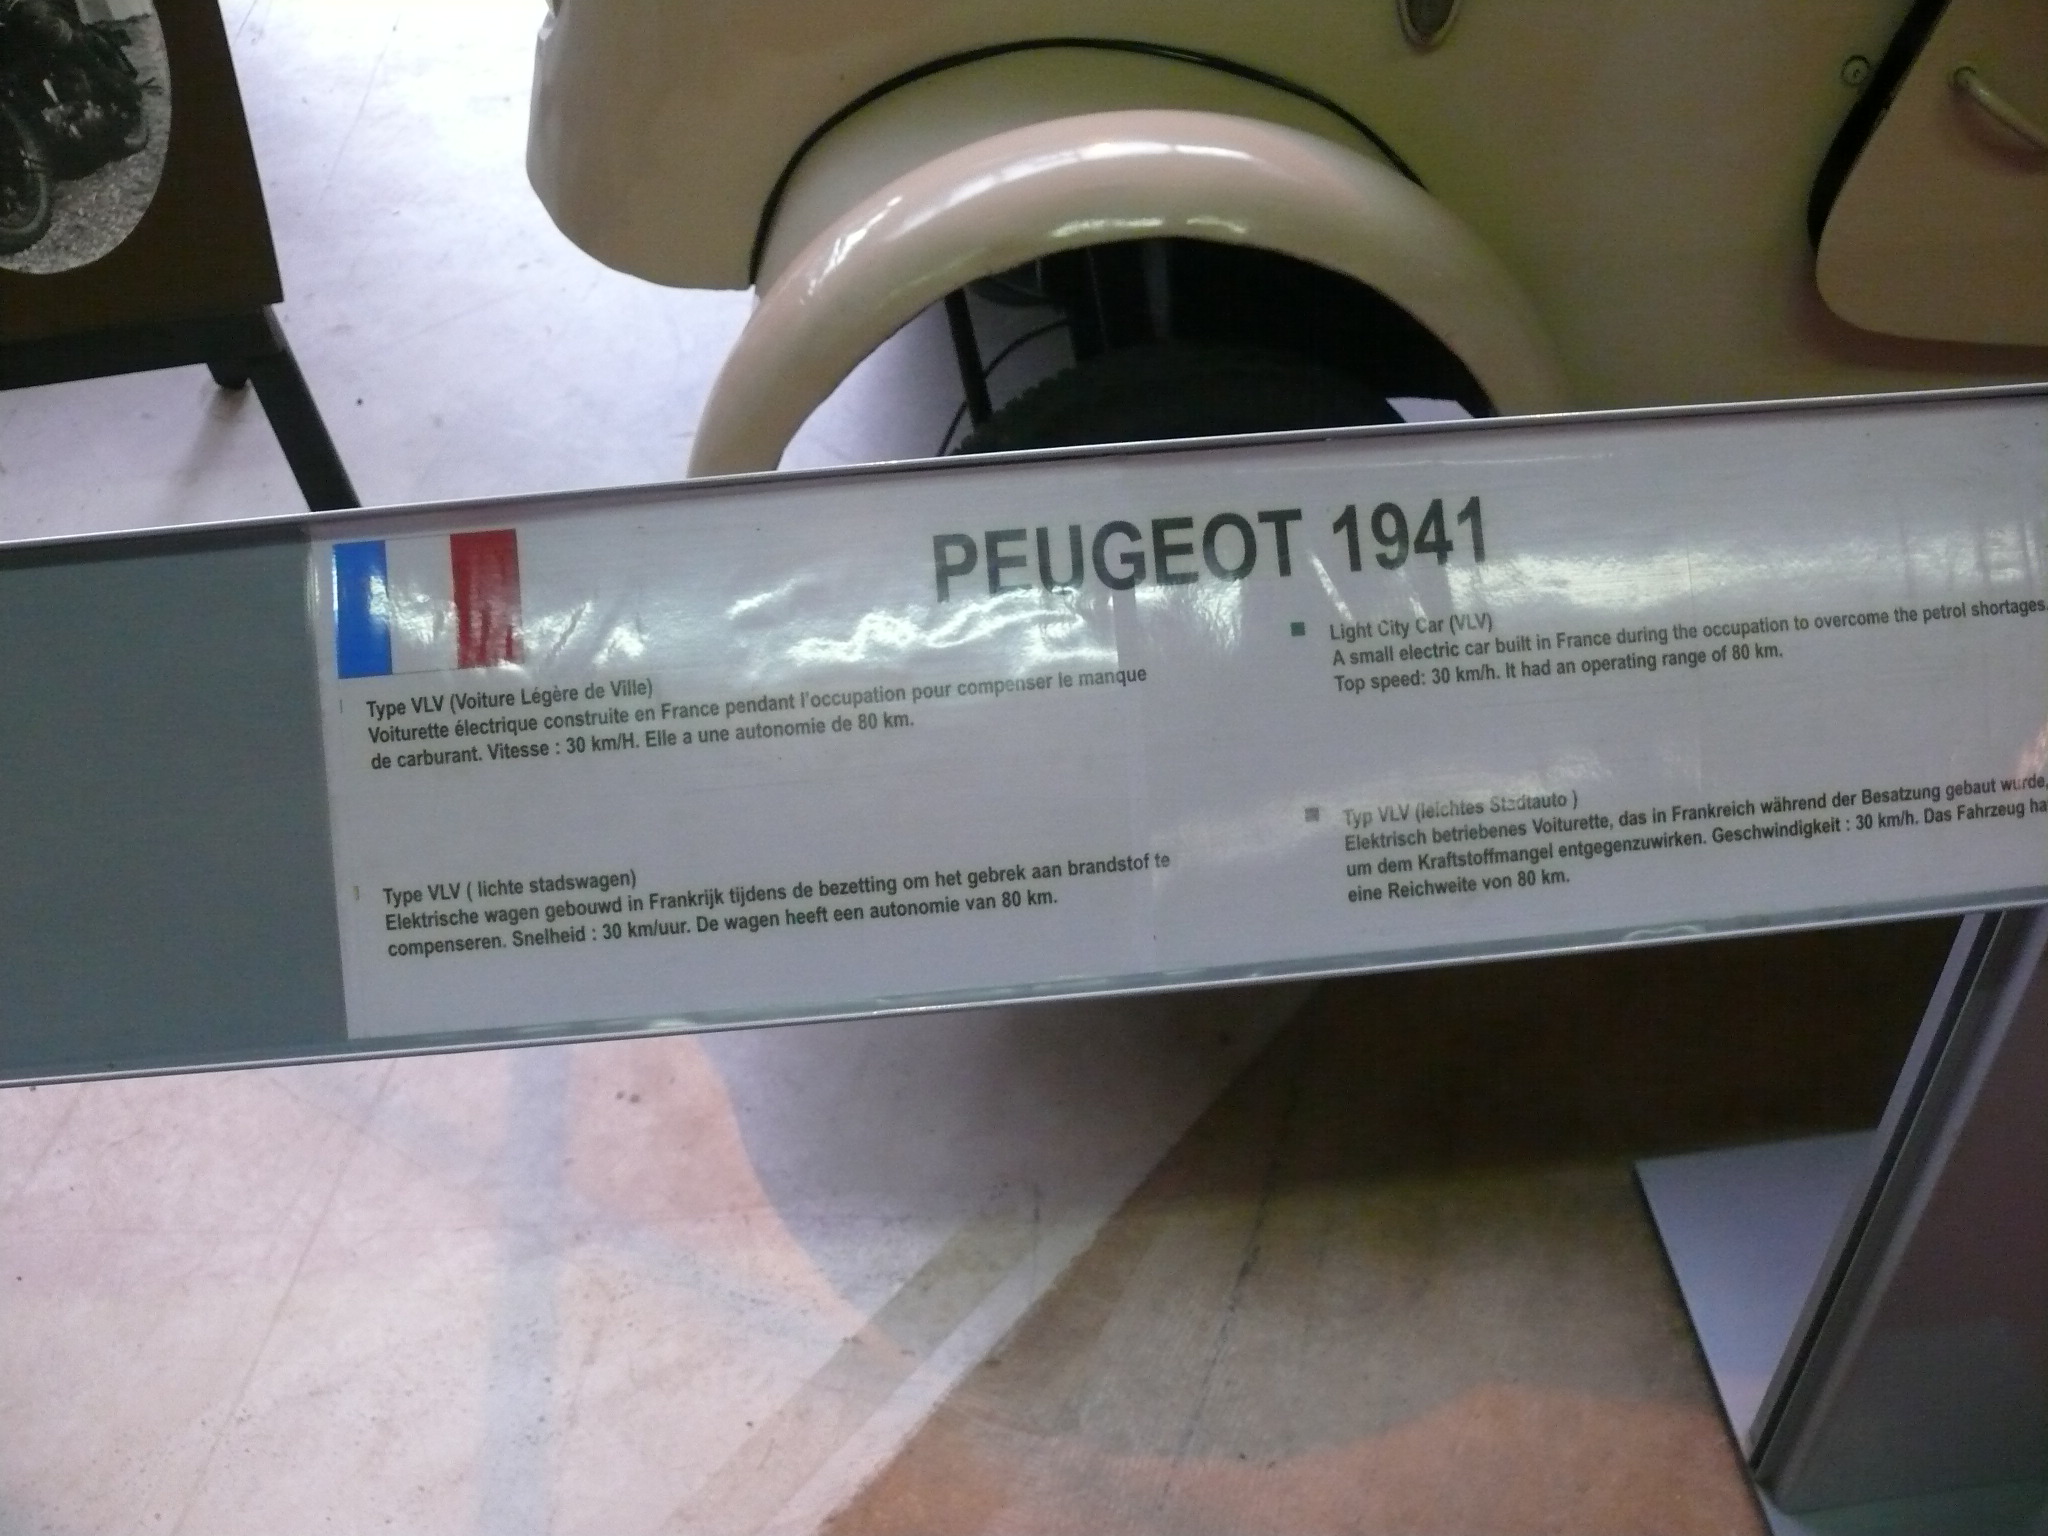 PEUGEOT 1941
Type VLV (Voiture Légère de Ville)
Voiturette électrique construite en France pendant l'occupation pour compenser le manque
de carburant. Vitesse : 30 km/H. Elle a une autonomie de 80 km.
Light City Car (VLV)
A small electric car built in France during the occupation to overcome the petrol shortages.
Top speed: 30 km/h. It had an operating range of 80 km.
Type VLV ( lichte stadswagen)
Elektrische wagen gebouwd in Frankrijk tijdens de bezetting om het gebrek aan brandstof te
compenseren. Snelheid : 30 km/uur. De wagen heeft een autonomie van 80 km.
Typ VLV (leichtes Stadtauto )
Elektrisch betriebenes Voiturette, das in Frankreich während der Besatzung gebaut wurde,
um dem Kraftstoffmangel entgegenzuwirken. Geschwindigkeit : 30 km/h. Das Fahrzeug ha
eine Reichweite von 80 km.